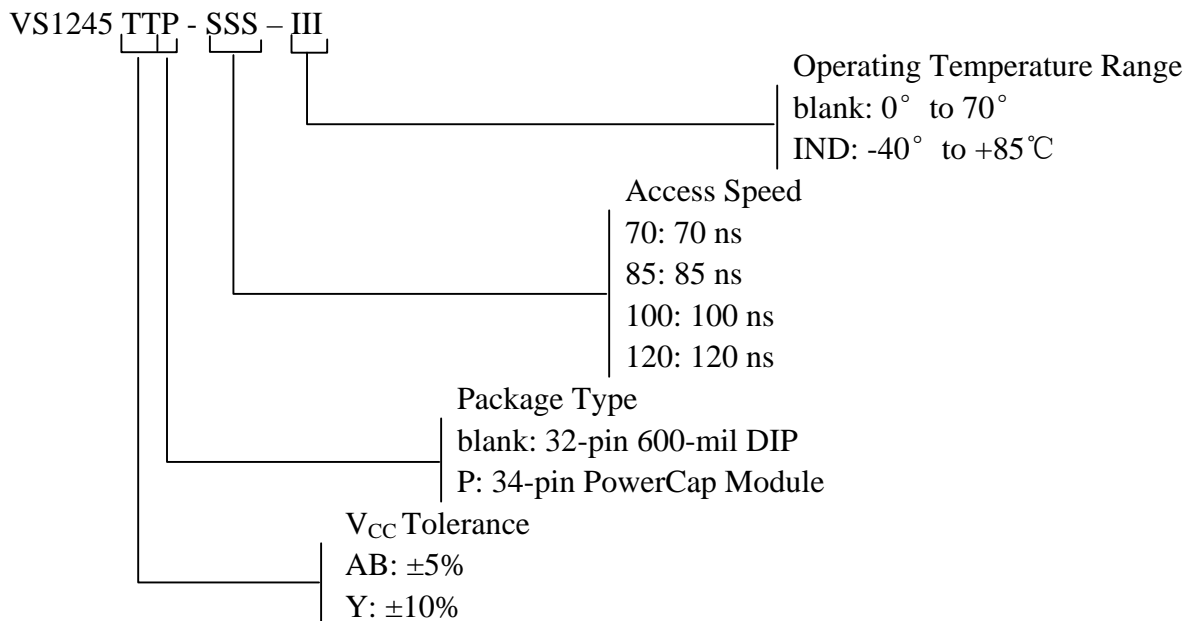 VS1245 TTP - SSS – III
Operating Temperature Range
blank: 0° to 70°
IND: -40° to +85℃
Access Speed
70: 70 ns
85: 85 ns
100: 100 ns
120: 120 ns
Package Type
blank: 32-pin 600-mil DIP
P: 34-pin PowerCap Module
VCC Tolerance
AB: ±5%
Y: ±10%